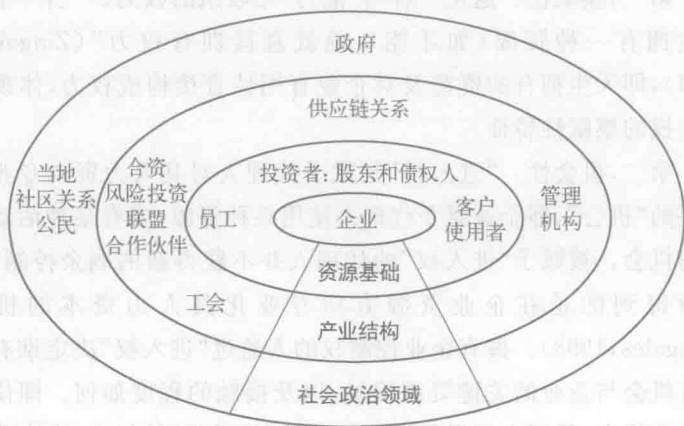 政府
供应链关系
当地
社区关系
公民
合资
风险投资
联盟
合作伙伴
投资者:股东和债权人
员工
企业
客户
使用者
管理
机构
资源基础
工会
产业结构
社会政治领域